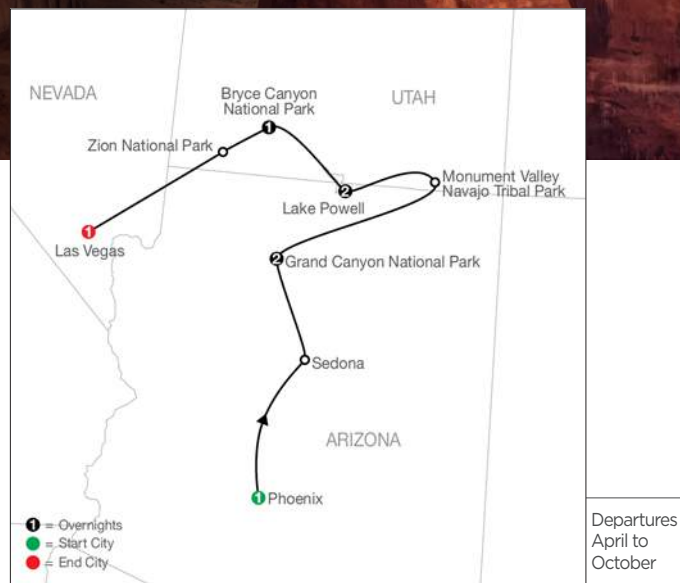 NEVADA
Bryce Canyon
National Park
UTAH
1
Zion National Park
Monument Valley
Navajo Tribal Park
2
Lake Powell
1
Las Vegas
2
Grand Canyon National Park
Sedona
ARIZONA
1
Phoenix
1 = Overnights
= Start City
= End City
Departures
April to
October